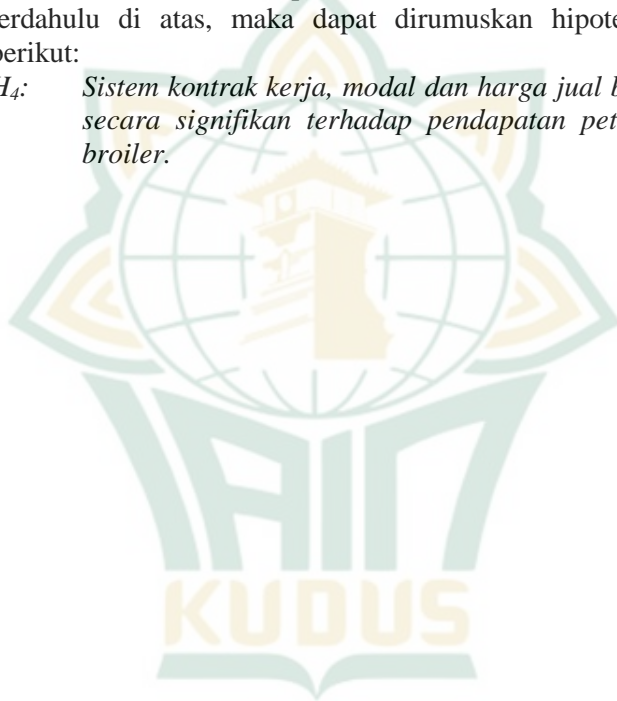 erdahulu di atas, maka dapat dirumuskan hipote
erikut:
H4: Sistem kontrak kerja, modal dan harga jual b
secara signifikan terhadap pendapatan pet
broiler.
IAIN
KUDUS